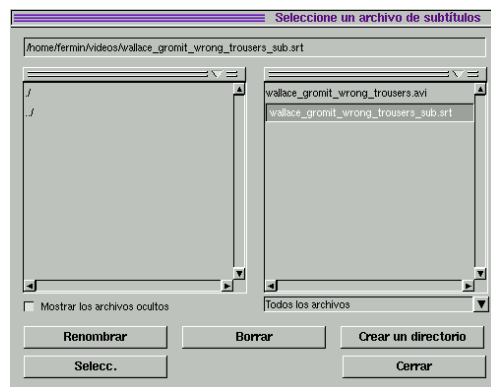 Seleccione un archivo de subtítulos
/home/fermin/videos/wallace_gromit_wrong_trousers_sub.srt
./
../
wallace_gromit_wrong_trousers.avi
wallace_gromit_wrong_trousers_sub.srt
Mostrar los archivos ocultos
Todos los archivos
Renombrar
Borrar
Crear un directorio
Selecc.
Cerrar